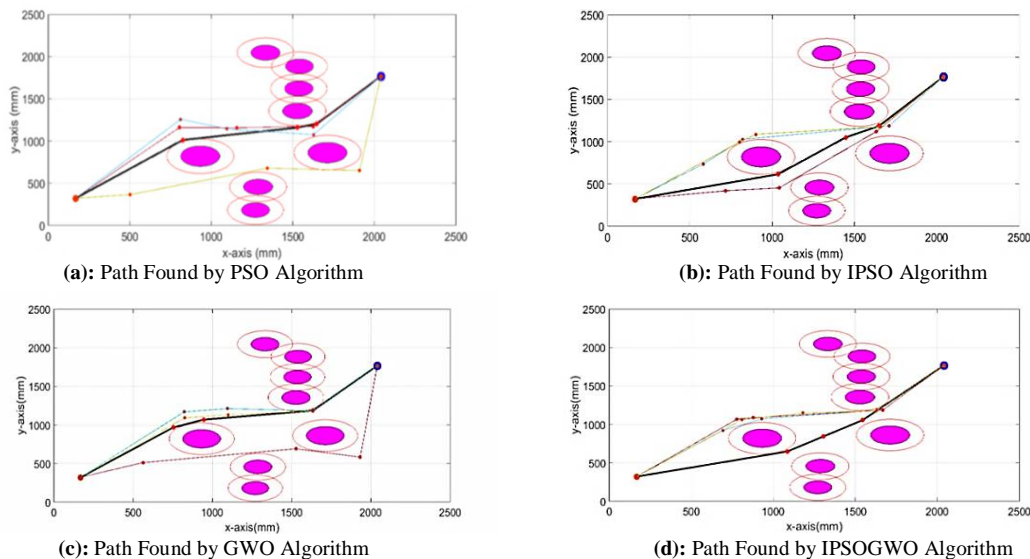 2500
2000
1500
1000
500
0
y-axis (mm)
0 500 1000 1500 2000 2500
x-axis (mm)
(a): Path Found by PSO Algorithm
2500
2000
1500
1000
500
0
y-axis (mm)
0 500 1000 1500 2000 2500
x-axis (mm)
(b): Path Found by IPSO Algorithm
2500
2000
1500
1000
500
0
y-axis(mm)
0 500 1000 1500 2000 2500
x-axis(mm)
(c): Path Found by GWO Algorithm
2500
2000
1500
1000
500
0
y-axis(mm)
0 500 1000 1500 2000 2500
x-axis(mm)
(d): Path Found by IPSOGWO Algorithm